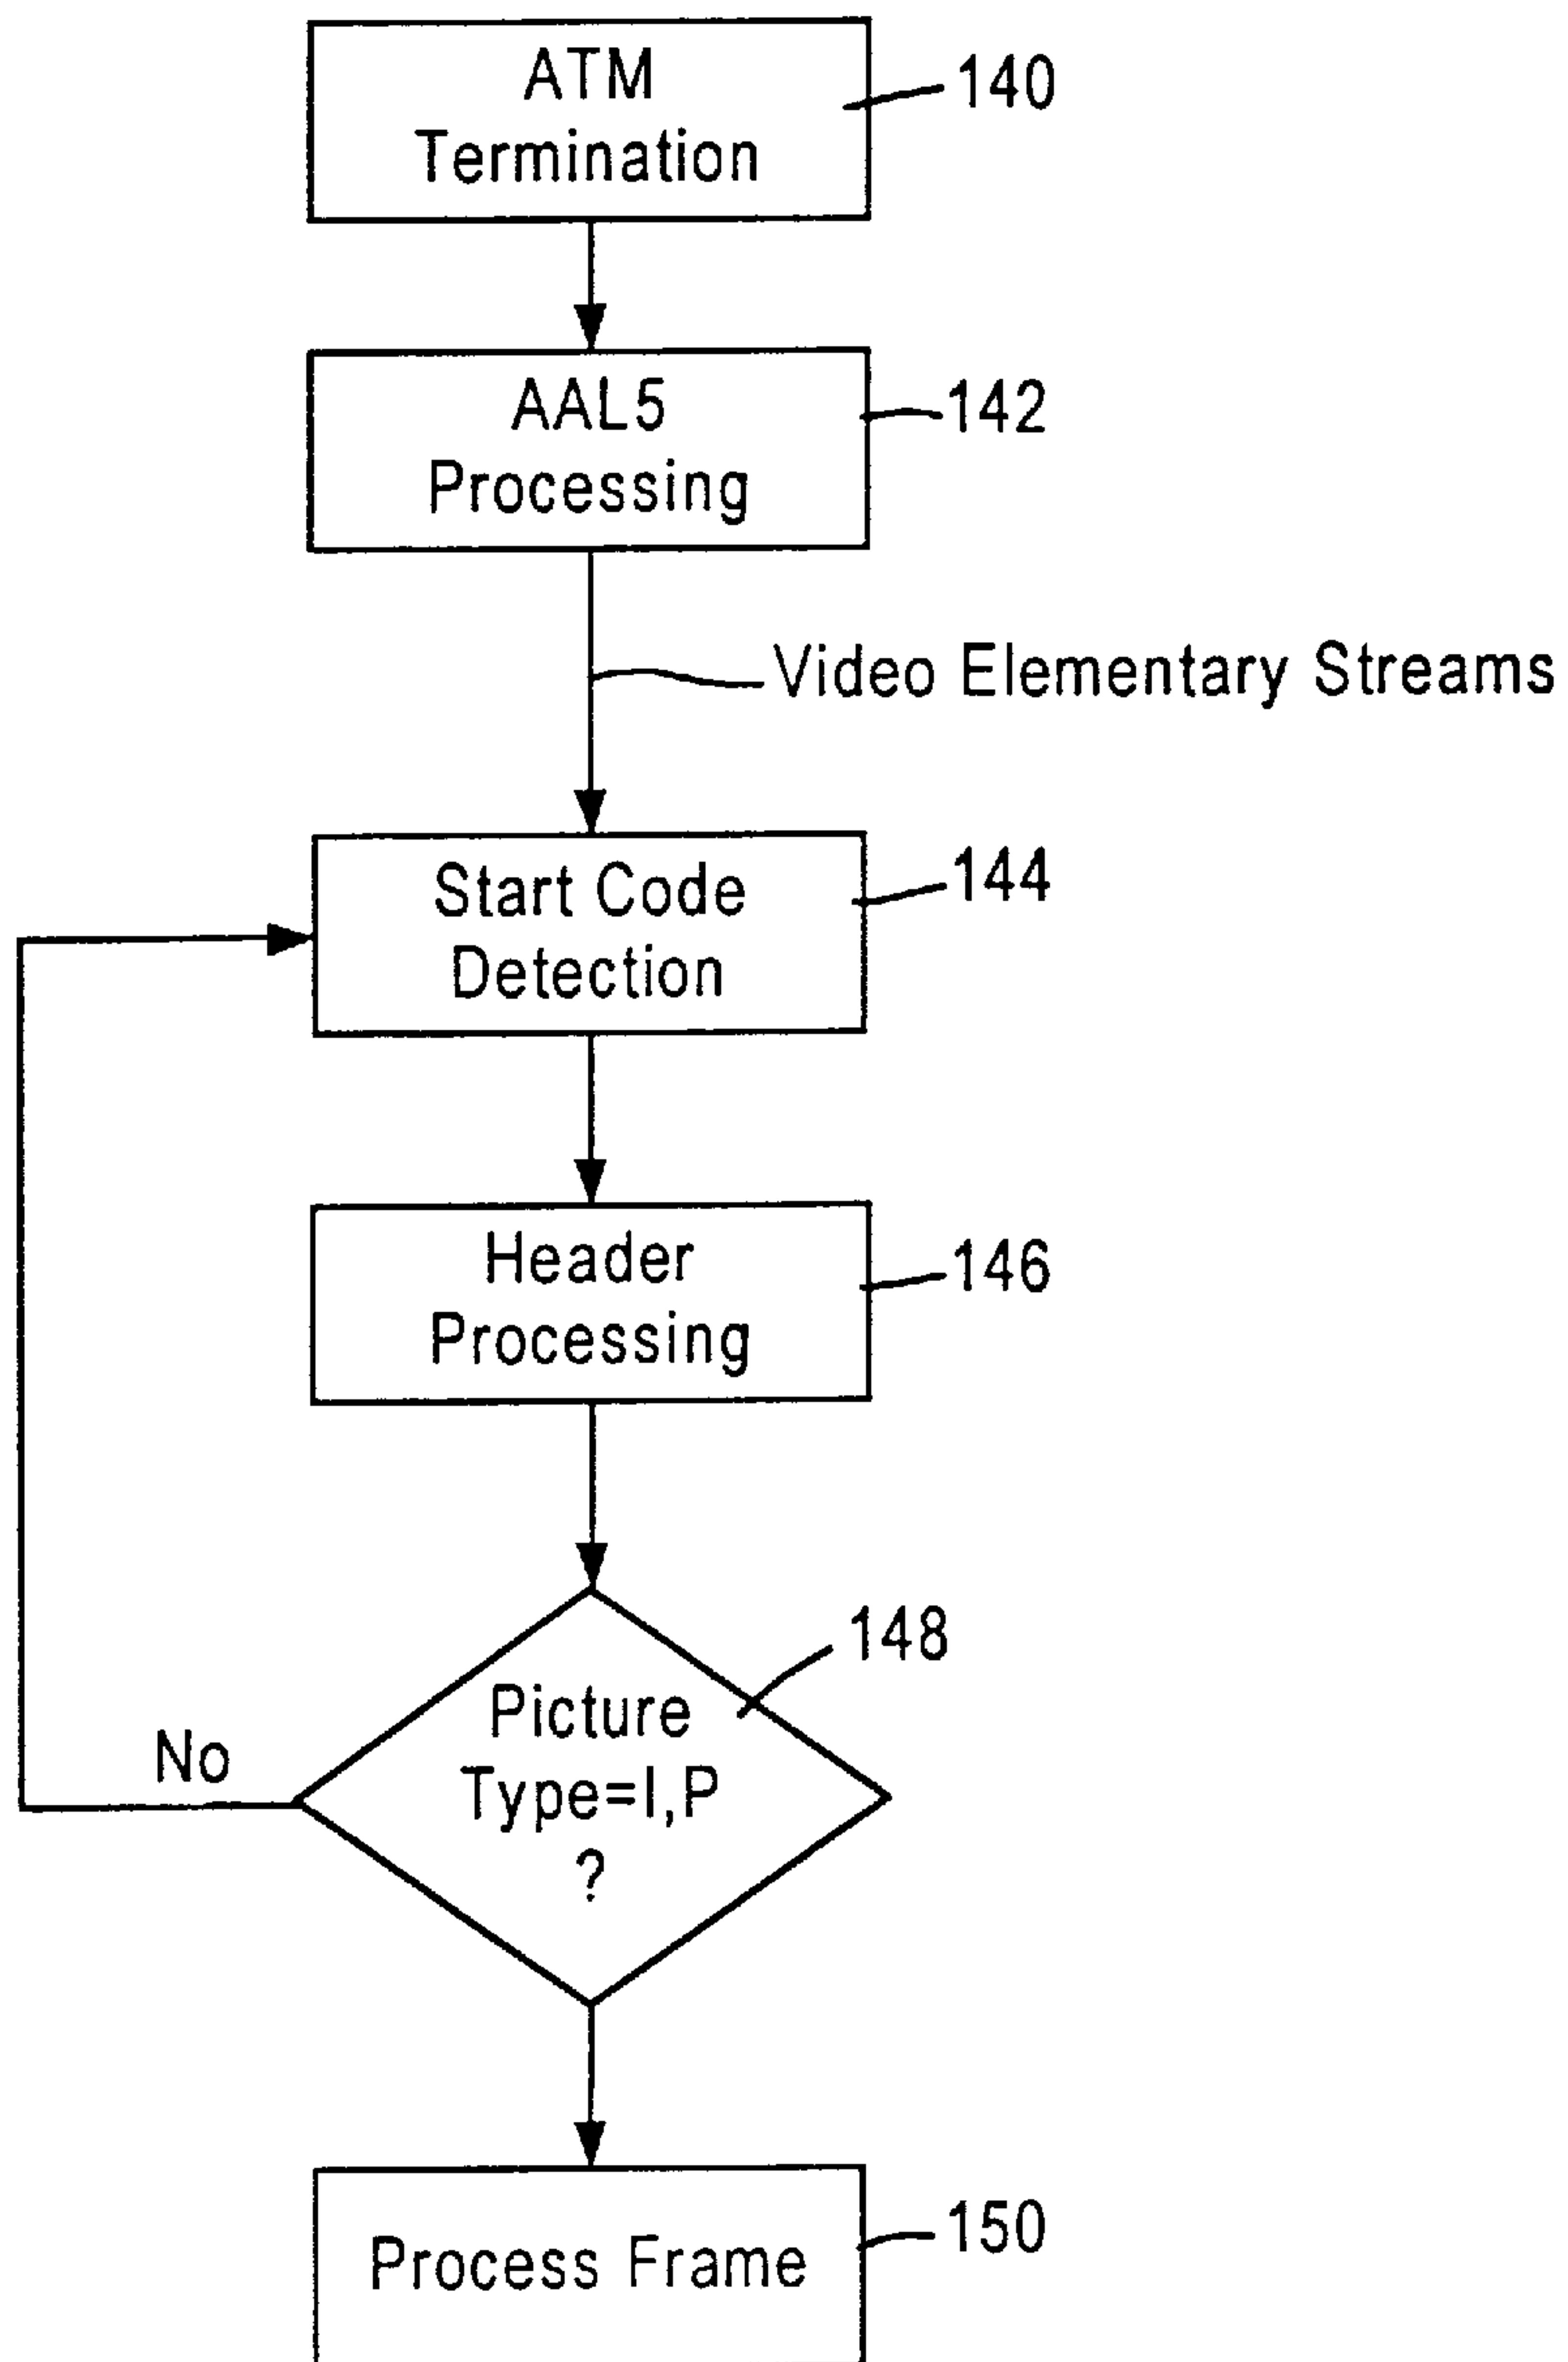 ATM
Termination
140
AAL5
Processing
142
Video Elementary Streams
Start Code
Detection
144
Header
Processing
146
148
Picture
Type=I,P
?
No
Process Frame
150